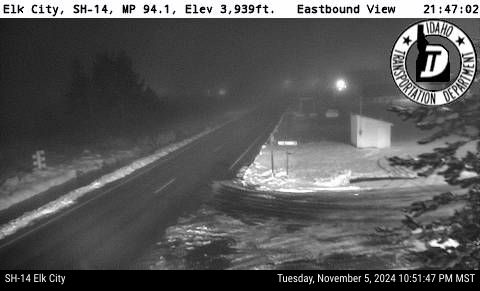 Elk City, SH-14, MP 94.1, Elev 3,939ft.   Eastbound View   21:47:02
IDAHO
TRANSPORTATION DEPARTMENT
SH-14 Elk City
Tuesday, November 5, 2024 10:51:47 PM MST